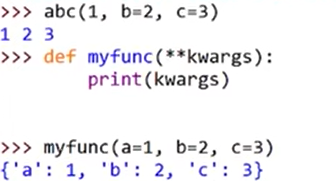 >>> abc(1, b=2, c=3)
1 2 3
>>> def myfunc(**kwargs):
        print(kwargs)
>>> myfunc(a=1, b=2, c=3)
{'a': 1, 'b': 2, 'c': 3}